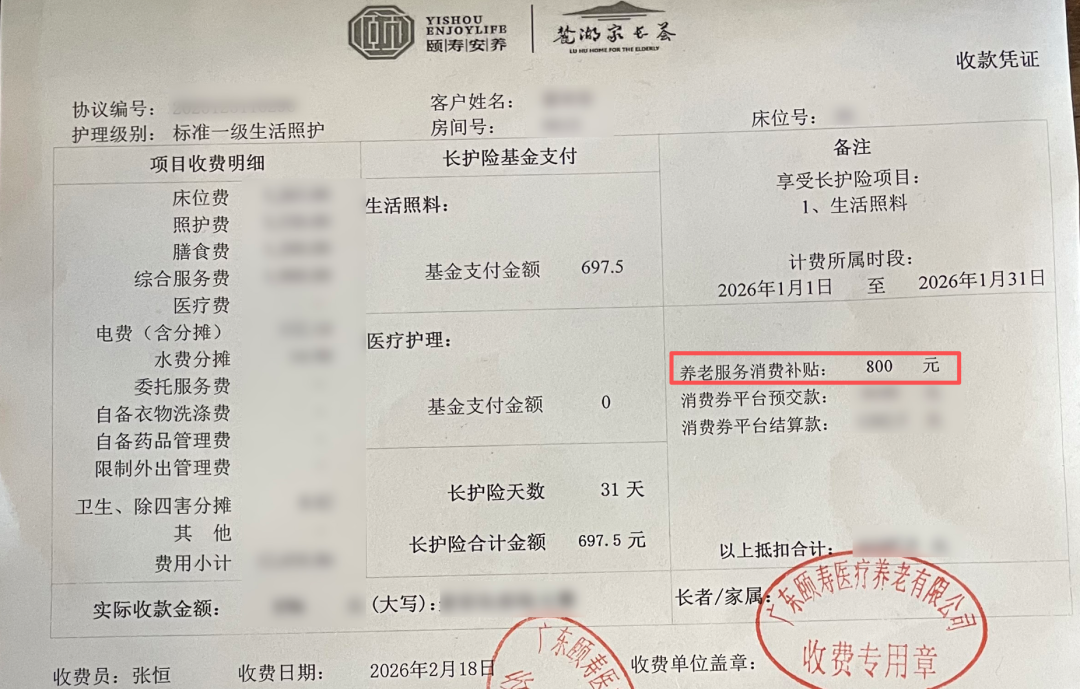 YISHOU
ENJOYLIFE
颐寿安养
麓湖家长荟
LU HU HOME FOR THE ELDERLY
收款凭证
协议编号：
客户姓名：
护理级别： 标准一级生活照护
房间号：
床位号：
项目收费明细
长护险基金支付
备注
床位费
照护费
膳食费
综合服务费
医疗费
电费（含分摊）
水费分摊
委托服务费
自备衣物洗涤费
自备药品管理费
限制外出管理费
卫生、除四害分摊
其 他
费用小计
生活照料：
基金支付金额 697.5
医疗护理：
基金支付金额 0
长护险天数 31 天
长护险合计金额 697.5 元
享受长护险项目：
1、生活照料
计费所属时段：
2026年1月1日 至 2026年1月31日
养老服务消费补贴： 800 元
消费券平台预交款：
消费券平台结算款：
以上抵扣合计：
实际收款金额：
(大写)：
长者/家属：
收费员：张恒
收费日期： 2026年2月18日
收费单位盖章：
广东颐寿医疗养老有限公司
收费专用章
广东颐寿医